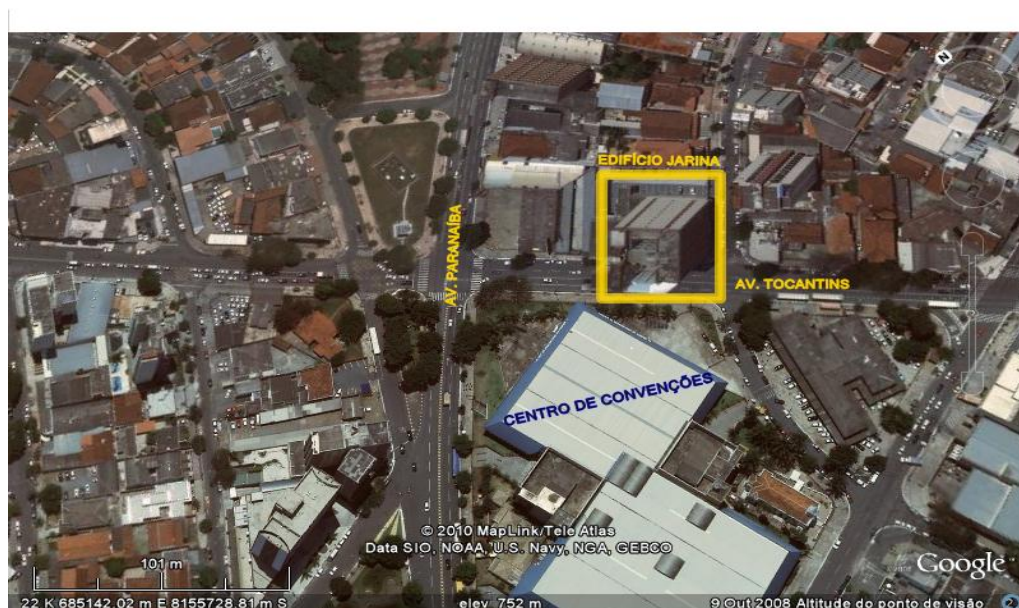 N
EDIFÍCIO JARINA
AV. PARANAÍBA
AV. TOCANTINS
CENTRO DE CONVENÇÕES
© 2010 MapLink/Tele Atlas
Data SIO, NOAA, U.S. Navy, NGA, GEBCO
101 m
Google
22 K 685142.02 m E 8155728.81 m S elev 752 m 9 Out 2008 Altitude do ponto de visão